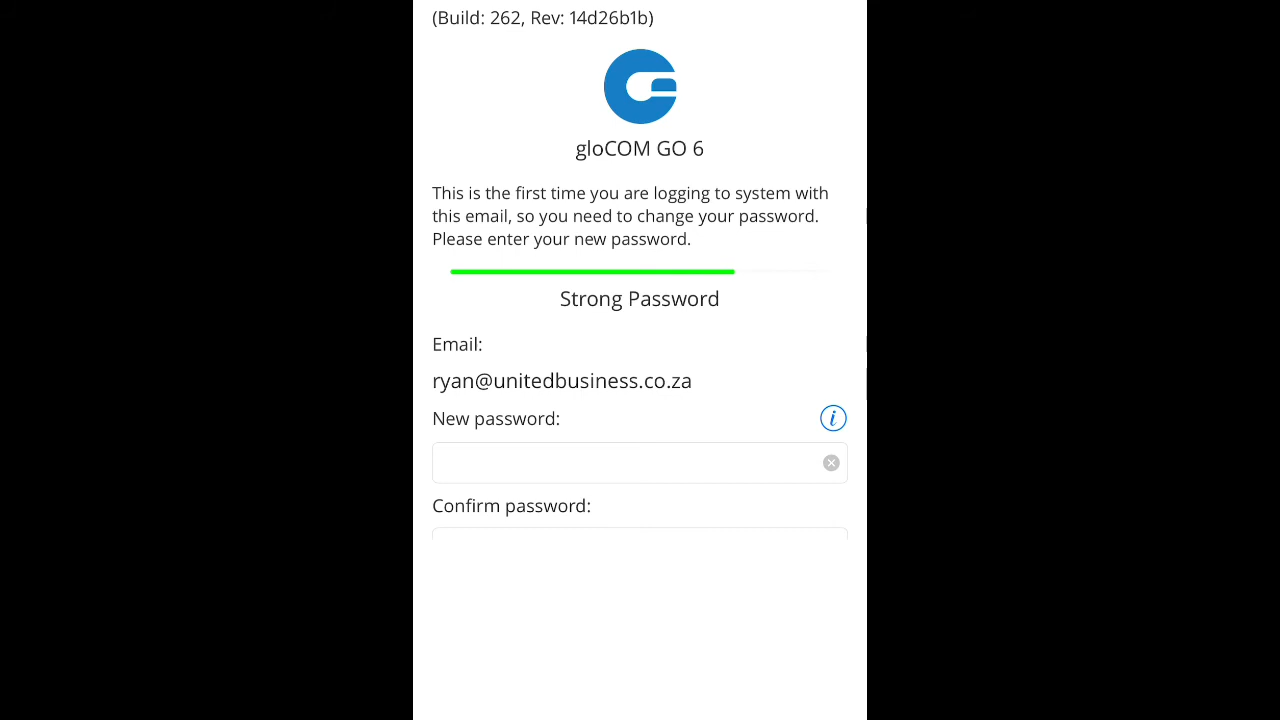 (Build: 262, Rev: 14d26b1b)
gloCOM GO 6
This is the first time you are logging to system with
this email, so you need to change your password.
Please enter your new password.
Strong Password
Email:
ryan@unitedbusiness.co.za
New password:
i
Confirm password: